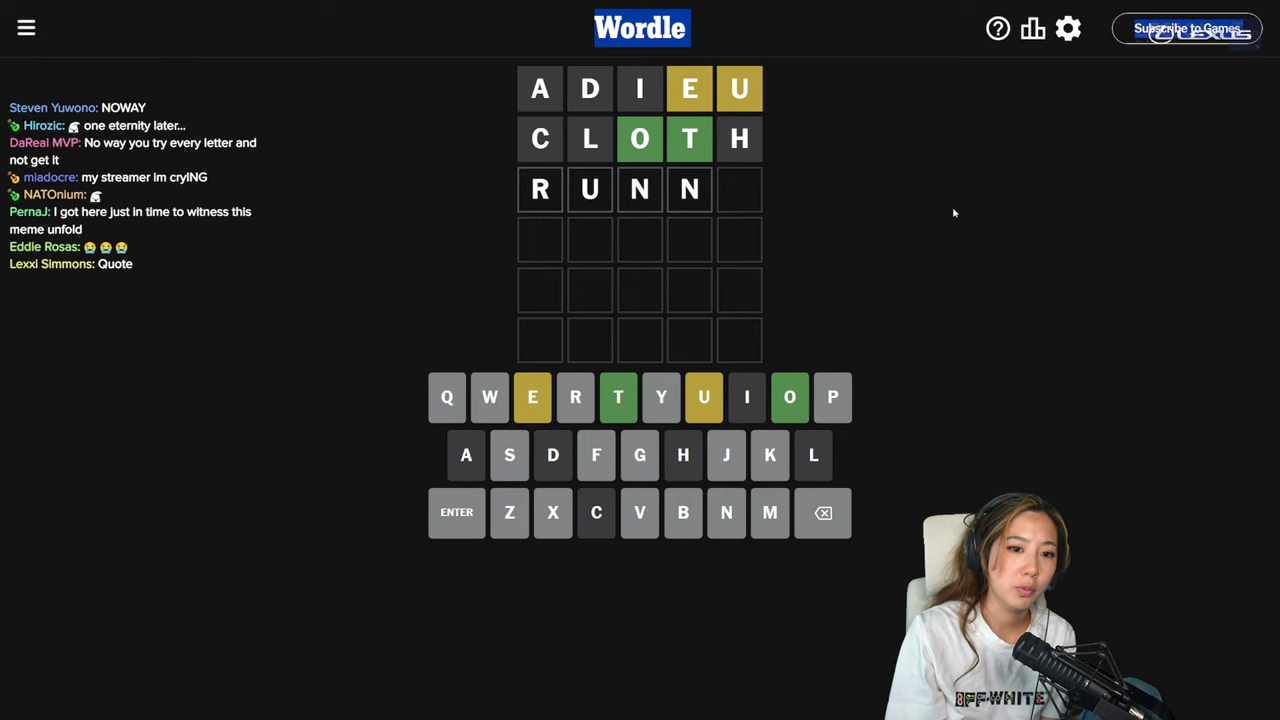 Wordle
Subscribe to Games
LEXUS
Steven Yuwono: NOWAY
Hirozic: one eternity later...
DaReal MVP: No way you try every letter and
not get it
miadocre: my streamer im cryING
NATOnium:
PernaJ: I got here just in time to witness this
meme unfold
Eddie Rosas: 😭 😭 😭
Lexxi Simmons: Quote
A D I E U
C L O T H
R U N N
Q W E R T Y U I O P
A S D F G H J K L
ENTER Z X C V B N M
OFF-WHITE